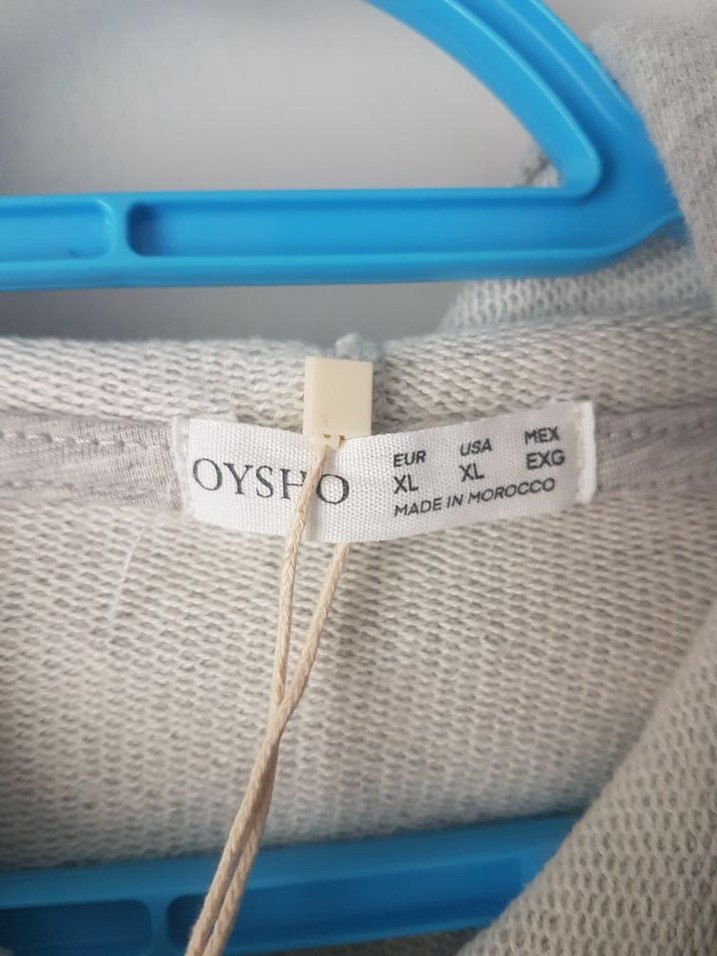 OYSHO
EUR USA MEX
XL XL EXG
MADE IN MOROCCO